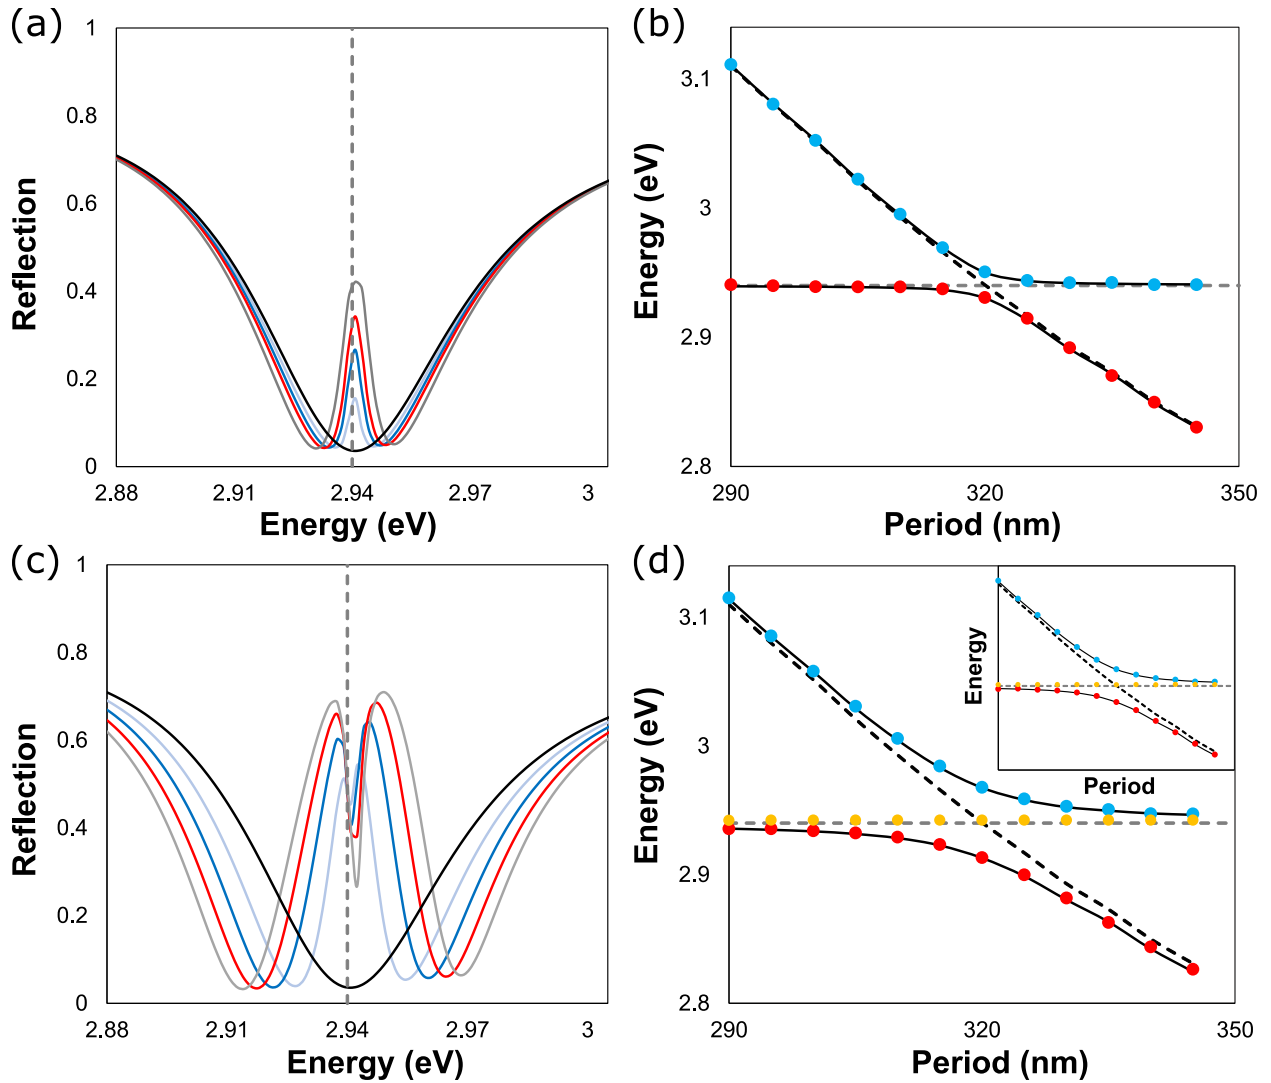 (a)
1
0.8
0.6
0.4
0.2
0
Reflection
2.88
2.91
2.94
2.97
3
Energy (eV)
(b)
3.1
3
2.9
2.8
Energy (eV)
290
320
350
Period (nm)
(c)
1
0.8
0.6
0.4
0.2
0
Reflection
2.88
2.91
2.94
2.97
3
Energy (eV)
(d)
3.1
3
2.9
2.8
Energy (eV)
290
320
350
Period (nm)
Energy
Period